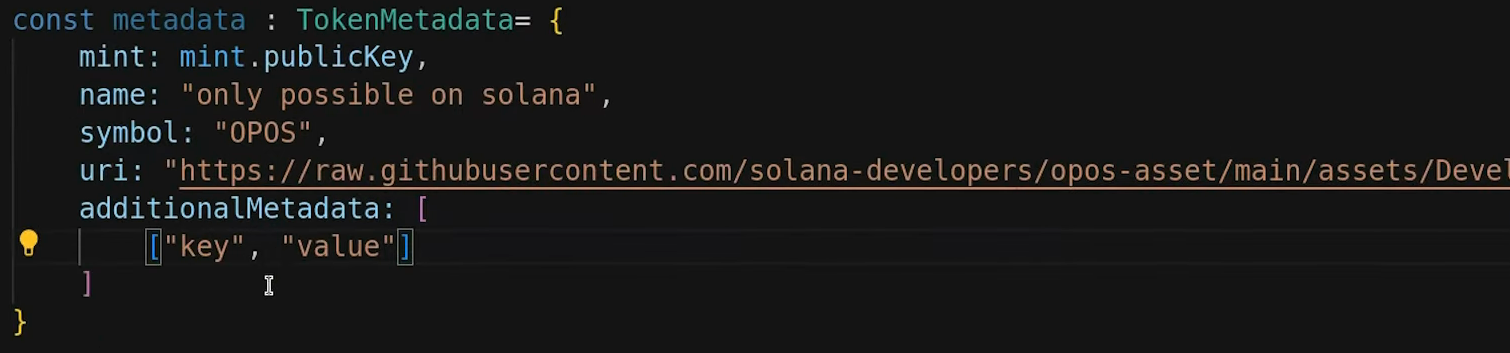 const metadata : TokenMetadata= {
mint: mint.publicKey,
name: "only possible on solana",
symbol: "OPOS",
uri: "https://raw.githubusercontent.com/solana-developers/opos-asset/main/assets/Devel
additionalMetadata: [
["key", "value"]
]
}